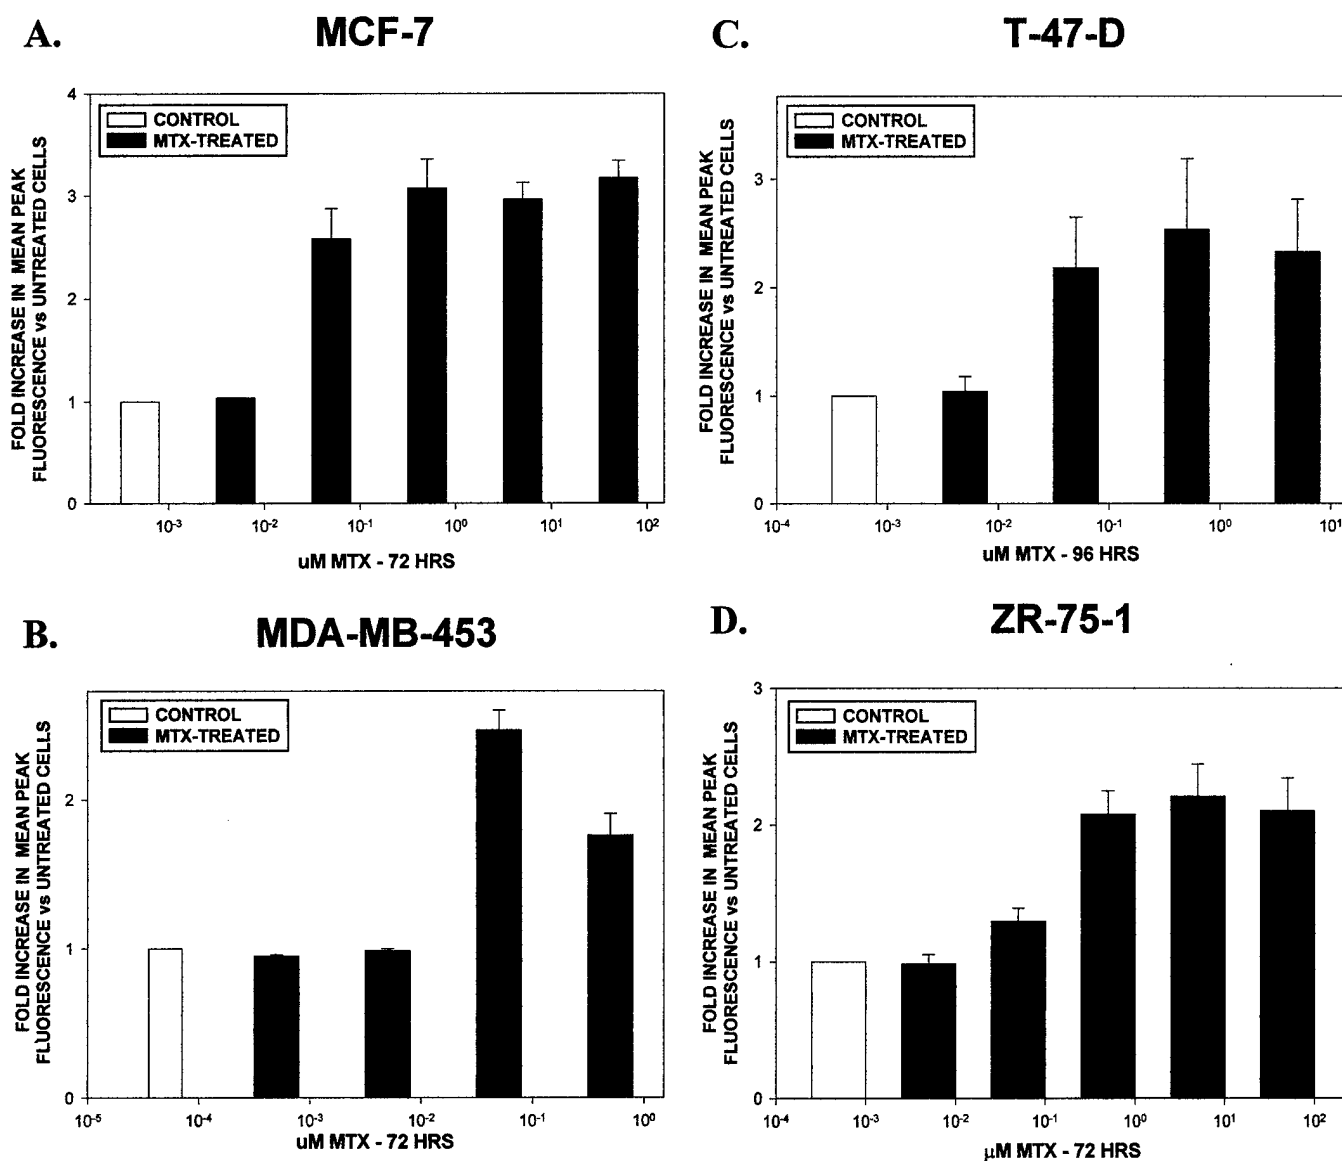 A.
MCF-7
FOLD INCREASE IN MEAN PEAK
FLUORESCENCE vs UNTREATED CELLS
4
3
2
1
0
CONTROL
MTX-TREATED
10-3 10-2 10-1 100 101 102
uM MTX - 72 HRS
C.
T-47-D
FOLD INCREASE IN MEAN PEAK
FLUORESCENCE vs UNTREATED CELLS
3
2
1
0
CONTROL
MTX-TREATED
10-4 10-3 10-2 10-1 100 101
uM MTX - 96 HRS
B.
MDA-MB-453
FOLD INCREASE IN MEAN PEAK
FLUORESCENCE vs UNTREATED CELLS
2
1
0
CONTROL
MTX-TREATED
10-5 10-4 10-3 10-2 10-1 100
uM MTX - 72 HRS
D.
ZR-75-1
FOLD INCREASE IN MEAN PEAK
FLUORESCENCE vs UNTREATED CELLS
3
2
1
0
CONTROL
MTX-TREATED
10-4 10-3 10-2 10-1 100 101 102
μM MTX - 72 HRS